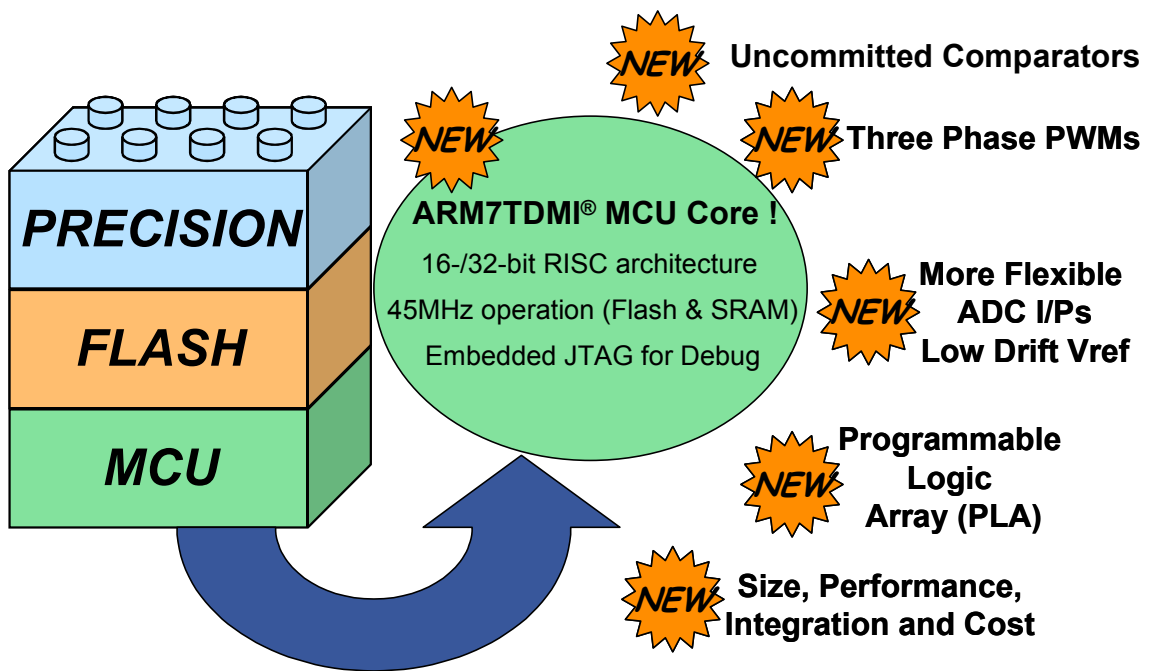 PRECISION
FLASH
MCU
NEW
ARM7TDMI® MCU Core !
16-/32-bit RISC architecture
45MHz operation (Flash & SRAM)
Embedded JTAG for Debug
NEW
Uncommitted Comparators
NEW
Three Phase PWMs
NEW
More Flexible
ADC I/Ps
Low Drift Vref
NEW
Programmable
Logic
Array (PLA)
NEW
Size, Performance,
Integration and Cost